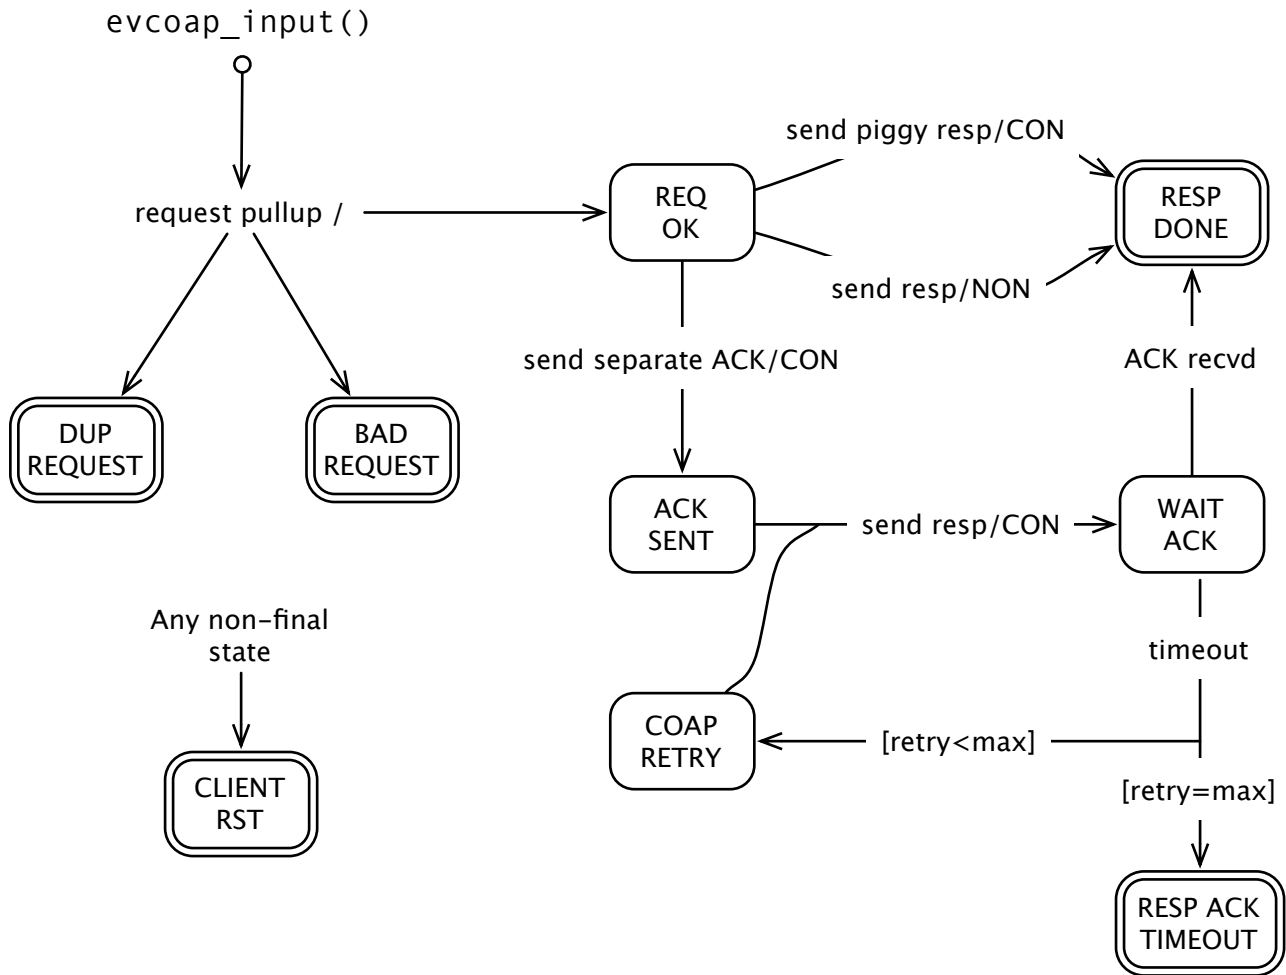 evcoap_input()
send piggy resp/CON
REQ
OK
RESP
DONE
request pullup /
send resp/NON
send separate ACK/CON
ACK recvd
DUP
REQUEST
BAD
REQUEST
ACK
SENT
send resp/CON
WAIT
ACK
Any non-final
state
timeout
COAP
RETRY
[retry<max]
CLIENT
RST
[retry=max]
RESP ACK
TIMEOUT